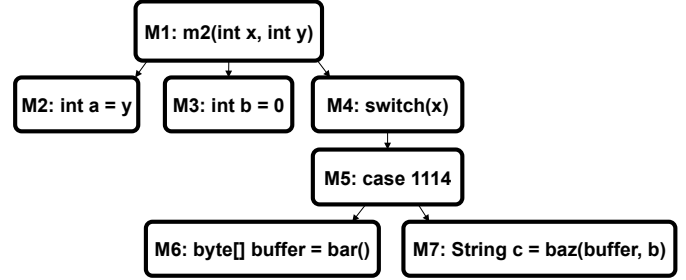 M1: m2(int x, int y)
M2: int a = y
M3: int b = 0
M4: switch(x)
M5: case 1114
M6: byte[] buffer = bar()
M7: String c = baz(buffer, b)